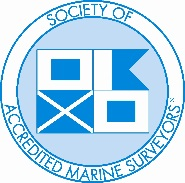 SOCIETY OF
ACCREDITED MARINE SURVEYORS